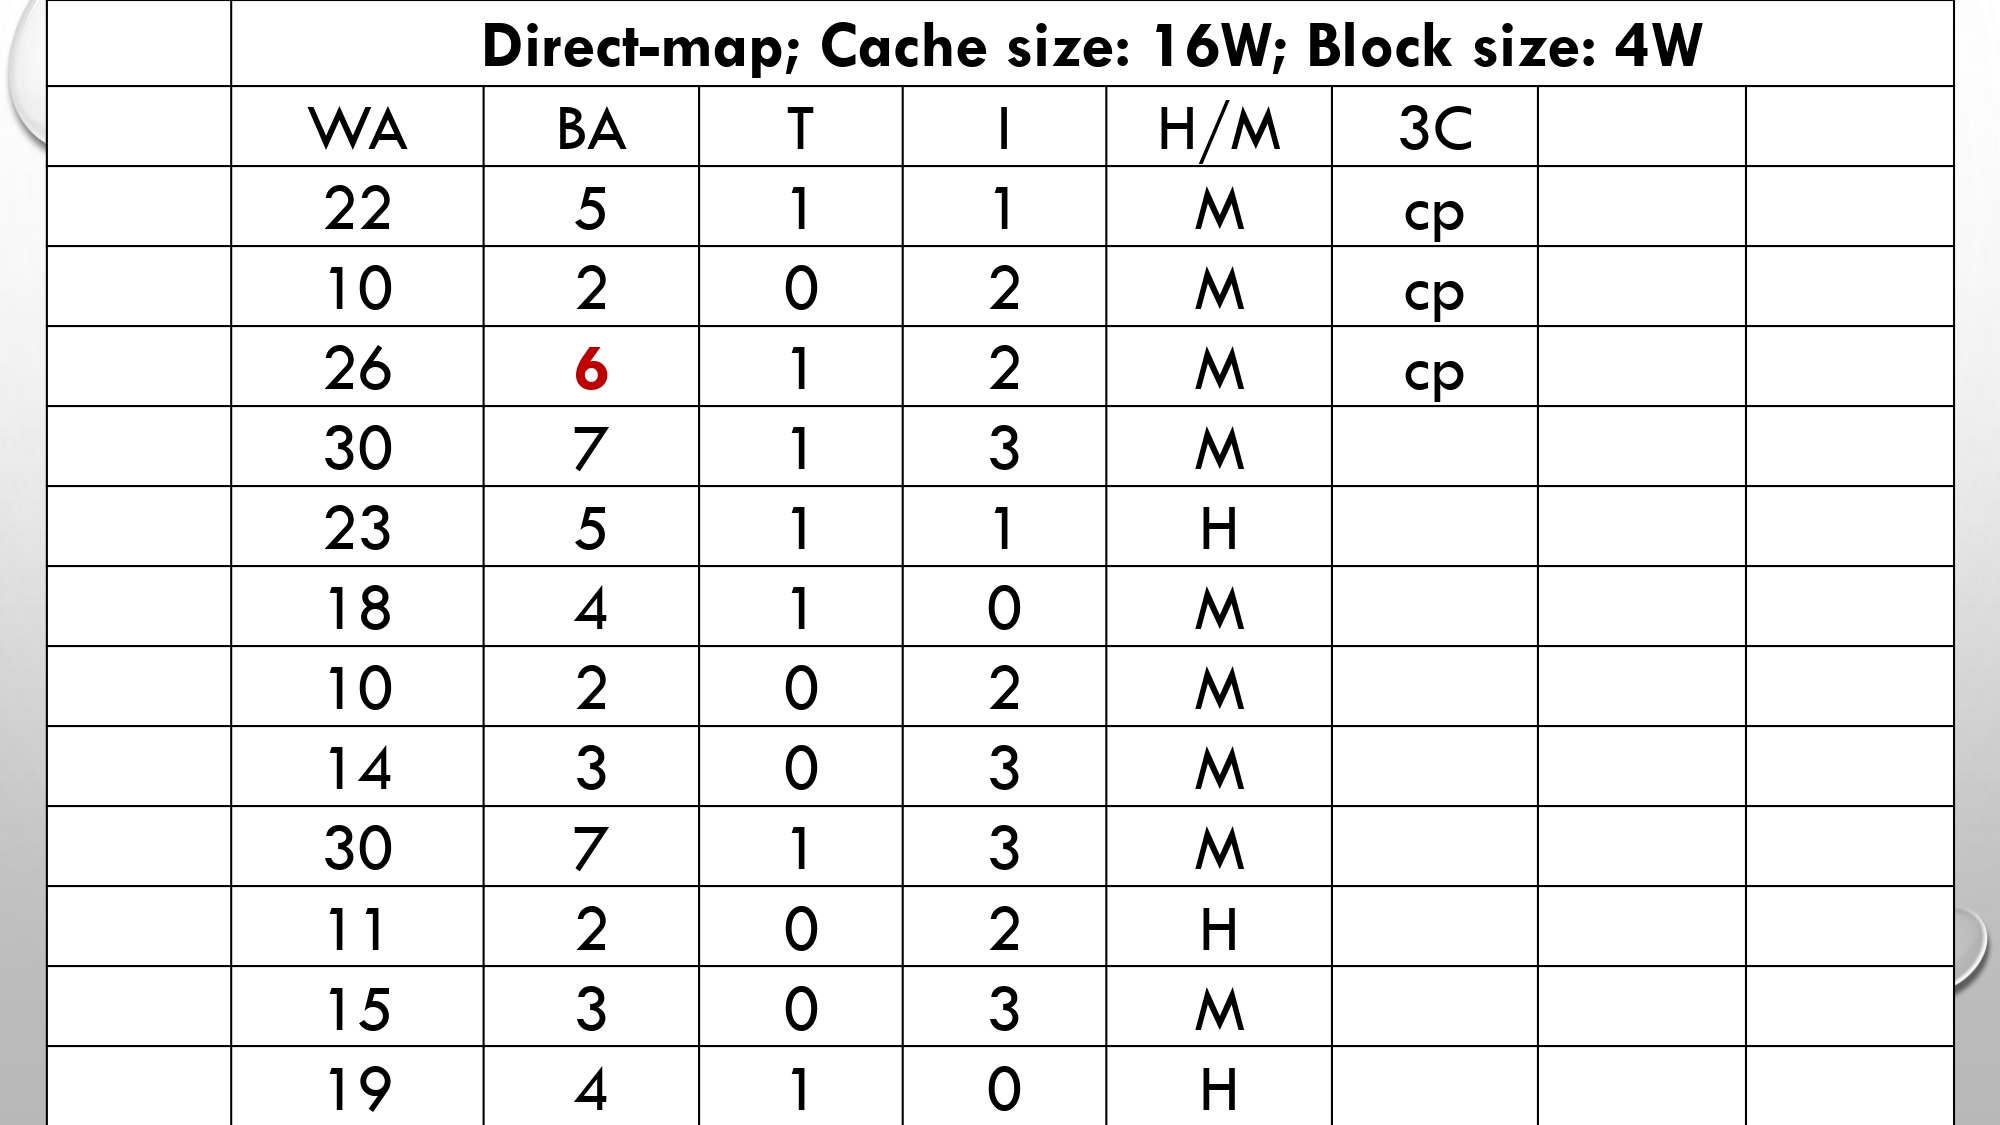 Direct-map; Cache size: 16W; Block size: 4W
WA BA T I H/M 3C
22 5 1 1 M cp
10 2 0 2 M cp
26 6 1 2 M cp
30 7 1 3 M
23 5 1 1 H
18 4 1 0 M
10 2 0 2 M
14 3 0 3 M
30 7 1 3 M
11 2 0 2 H
15 3 0 3 M
19 4 1 0 H